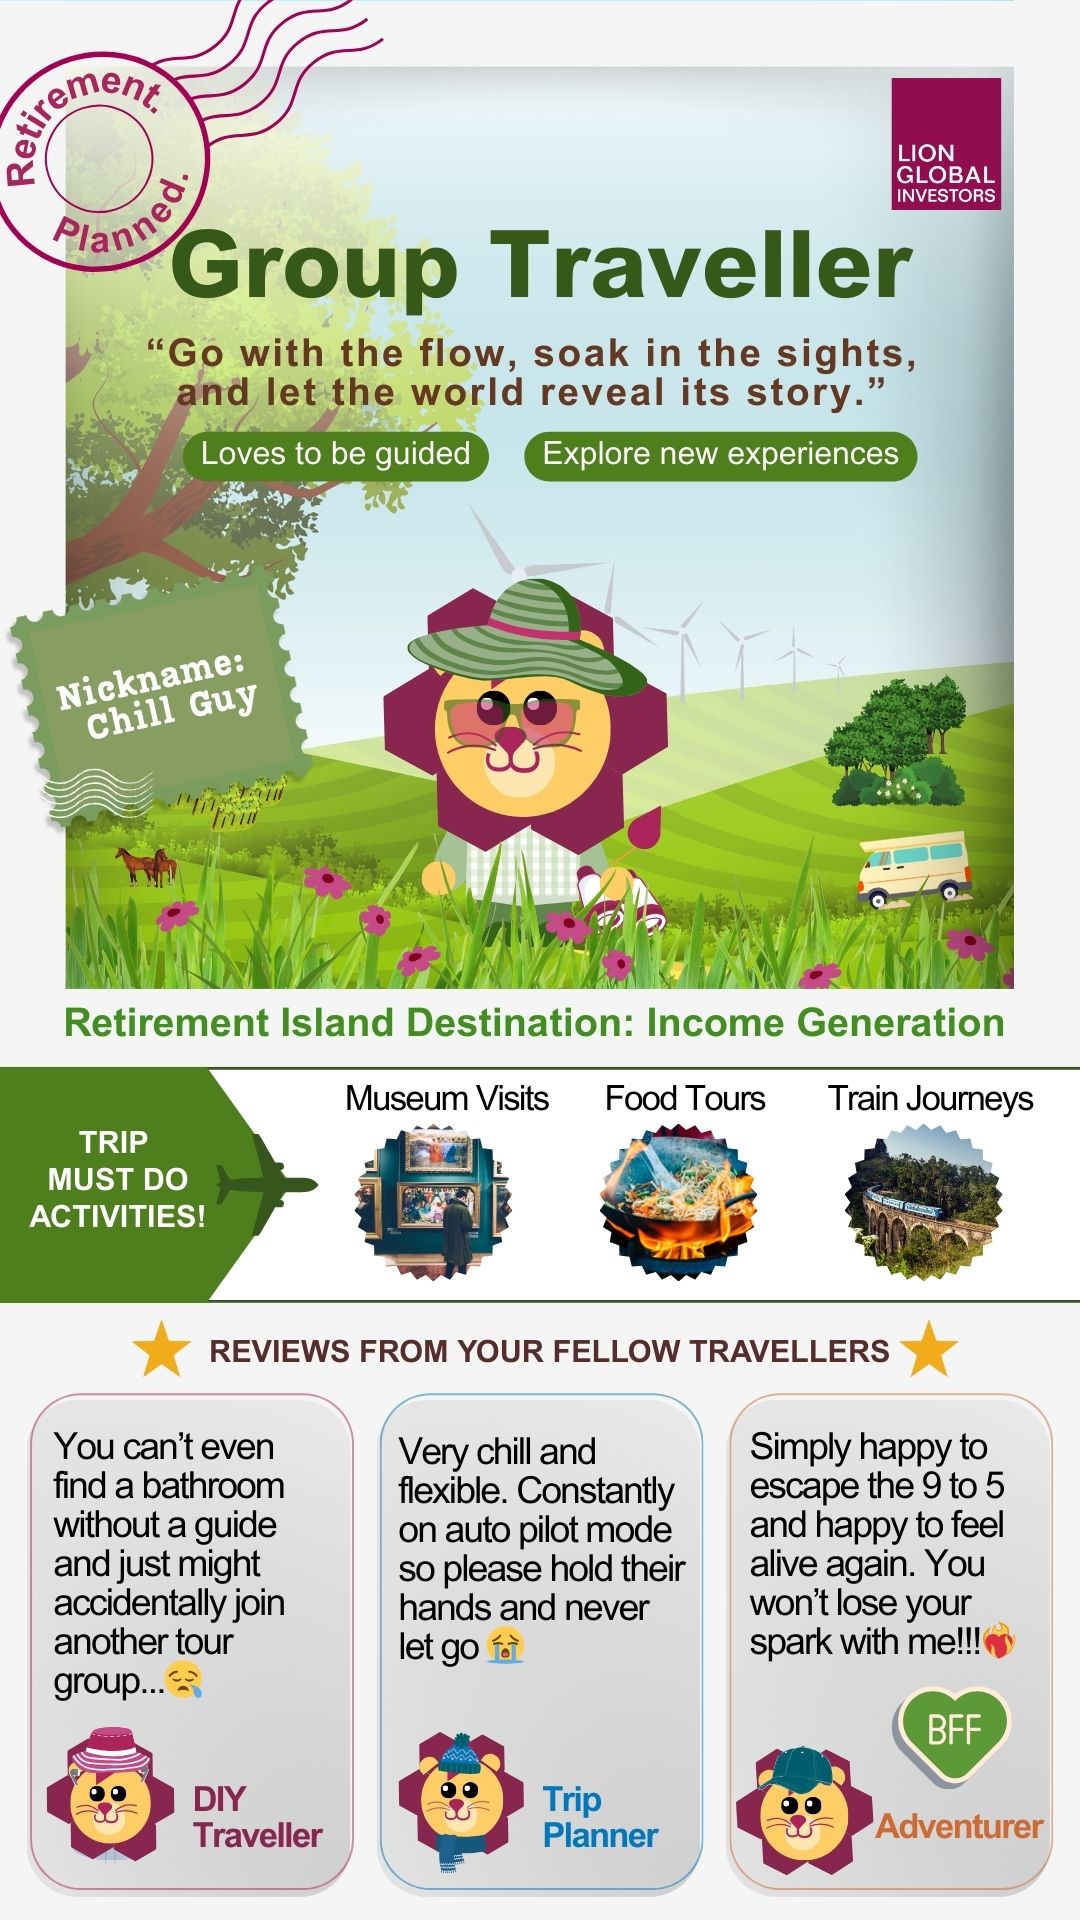 Retirement.
Planned.
LION
GLOBAL
INVESTORS
Group Traveller
“Go with the flow, soak in the sights,
and let the world reveal its story.”
Loves to be guided
Explore new experiences
Nickname:
Chill Guy
Retirement Island Destination: Income Generation
TRIP
MUST DO
ACTIVITIES!
Museum Visits
Food Tours
Train Journeys
REVIEWS FROM YOUR FELLOW TRAVELLERS
You can’t even
find a bathroom
without a guide
and just might
accidentally join
another tour
group...😪
DIY
Traveller
Very chill and
flexible. Constantly
on auto pilot mode
so please hold their
hands and never
let go 😭
Trip
Planner
Simply happy to
escape the 9 to 5
and happy to feel
alive again. You
won’t lose your
spark with me!!!❤️‍🔥
BFF
Adventurer